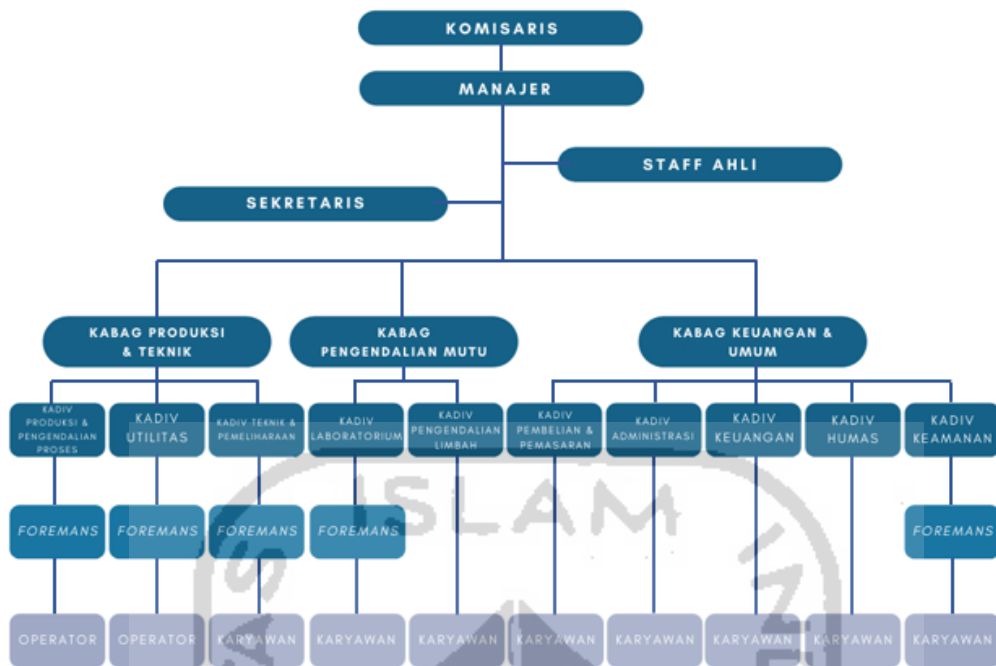 KOMISARIS
MANAJER
STAFF AHLI
SEKRETARIS
KABAG PRODUKSI
& TEKNIK
KABAG
PENGENDALIAN MUTU
KABAG KEUANGAN &
UMUM
KADIV
PRODUKSI &
PENGENDALIAN
PROSES
KADIV
UTILITAS
KADIV TEKNIK &
PEMELIHARAAN
KADIV
LABORATORIUM
KADIV
PENGENDALIAN
LIMBAH
KADIV
PEMBELIAN &
PEMASARAN
KADIV
ADMINISTRASI
KADIV
KEUANGAN
KADIV
HUMAS
KADIV
KEAMANAN
ISLAM
FOREMANS
FOREMANS
FOREMANS
FOREMANS
FOREMANS
OPERATOR
OPERATOR
KARYAWAN
KARYAWAN
KARYAWAN
KARYAWAN
KARYAWAN
KARYAWAN
KARYAWAN
KARYAWAN